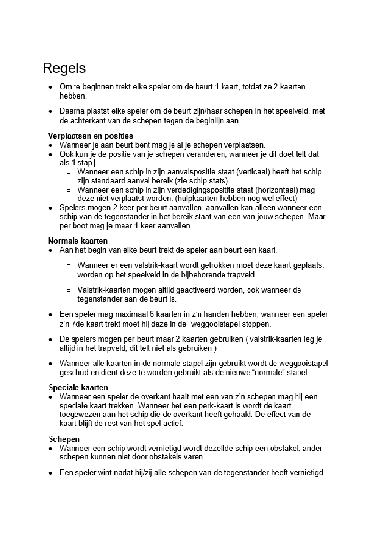 Regels
Om te beginnen trekt elke speler om de beurt 1 kaart, totdat ze 2 kaarten
hebben.
Daarna plaatst elke speler om de beurt zijn/haar schepen in het speelveld, met
de achterkant van de schepen tegen de beginlijn aan.
Verplaatsen en posities
Wanneer je aan de beurt bent mag je al je schepen verplaatsen.
Ook kun je de positie van je schepen veranderen, wanneer je dit doet telt dat
als 1 stap.
Wanneer een schip in zijn aanvalspositie staat (verticaal) heeft het schip
zijn standaard aanval bereik (zie schip stats)
Wanneer een schip in zijn verdedigingspositie staat (horizontaal) mag
deze niet verplaatst worden. (hulpkaarten hebben nog wel effect)
Spelers mogen 2 keer per beurt aanvallen, aanvallen kan alleen wanneer een
schip van de tegenstander in het bereik staat van een van jouw schepen. Maar
per boot mag je maar 1 keer aanvallen.
Normale kaarten
Aan het begin van elke beurt trekt de speler aan beurt een kaart.
Wanneer er een valstrik-kaart wordt getrokken moet deze kaart geplaatst
worden op het speelveld in de bijbehorende trapveld.
Valstrik-kaarten mogen altijd geactiveerd worden, ook wanneer de
tegenstander aan de beurt is.
Een speler mag maximaal 6 kaarten in z'n handen hebben, wanneer een speler
z'n 7de kaart trekt moet hij deze in de weggooistapel stoppen.
De spelers mogen per beurt maar 2 kaarten gebruiken ( valstrik-kaarten leg je
altijd in het trapveld, dit telt niet als gebruiken )
Wanneer alle kaarten in de normale stapel zijn gebruikt wordt de weggooistapel
geschud en dient deze te worden gebruikt als de nieuwe "normale" stapel
Speciale kaarten
Wanneer een speler de overkant haalt met een van zijn schepen mag hij een
speciale kaart trekken. Wanneer het een perk-kaart is wordt de kaart
toegewezen aan het schip die de overkant heeft gehaald. De effect van de
kaart blijft de rest van het spel actief.
Schepen
Wanneer een schip wordt vernietigd wordt dezelfde schip een obstakel, ander
schepen kunnen niet door obstakels varen.
Een speler wint nadat hij/zij alle schepen van de tegenstander heeft vernietigd